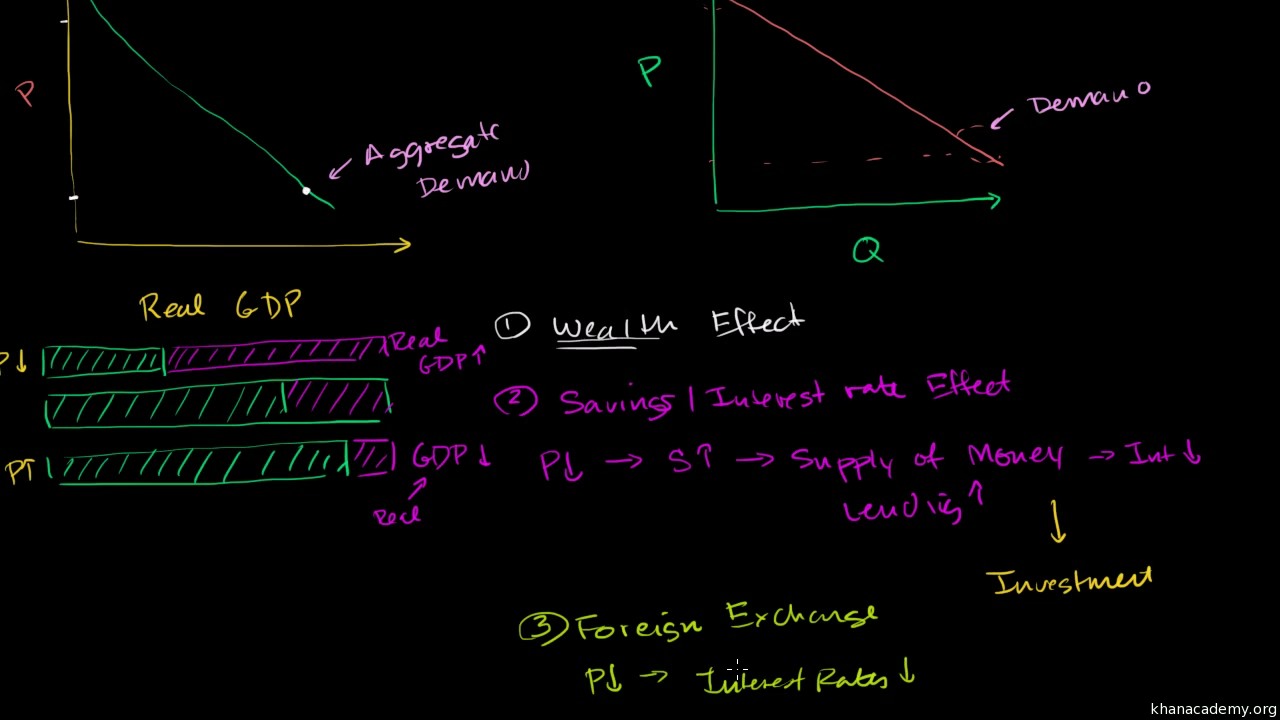 P
Aggregate
Demand
Real GDP
P
Demand
Q
P↓
Real
GDP↑
P↑
GDP↓
Real
① Wealth Effect
② Savings / Interest rate Effect
P↓ → S↑ → Supply of Money → Int↓
Lending↑
↓
Investment
③ Foreign Exchange
P↓ → Interest Rates↓
khanacademy.org